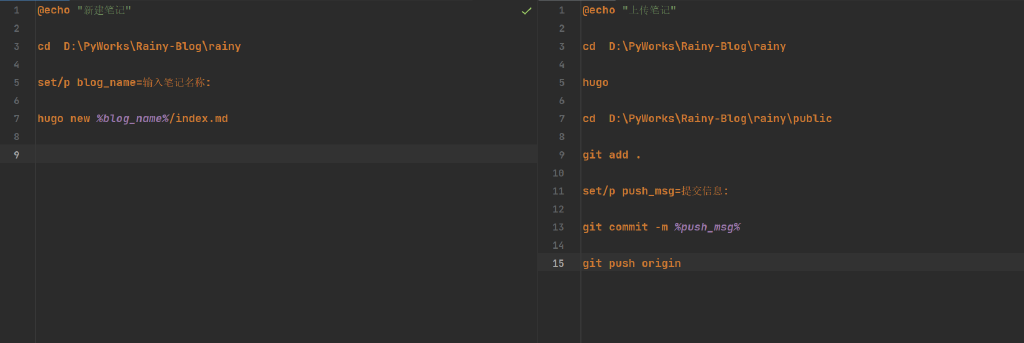 1 @echo "新建笔记"
2
3 cd  D:\PyWorks\Rainy-Blog\rainy
4
5 set/p blog_name=输入笔记名称:
6
7 hugo new %blog_name%/index.md
8
9
1 @echo "上传笔记"
2
3 cd  D:\PyWorks\Rainy-Blog\rainy
4
5 hugo
6
7 cd  D:\PyWorks\Rainy-Blog\rainy\public
8
9 git add .
10
11 set/p push_msg=提交信息:
12
13 git commit -m %push_msg%
14
15 git push origin